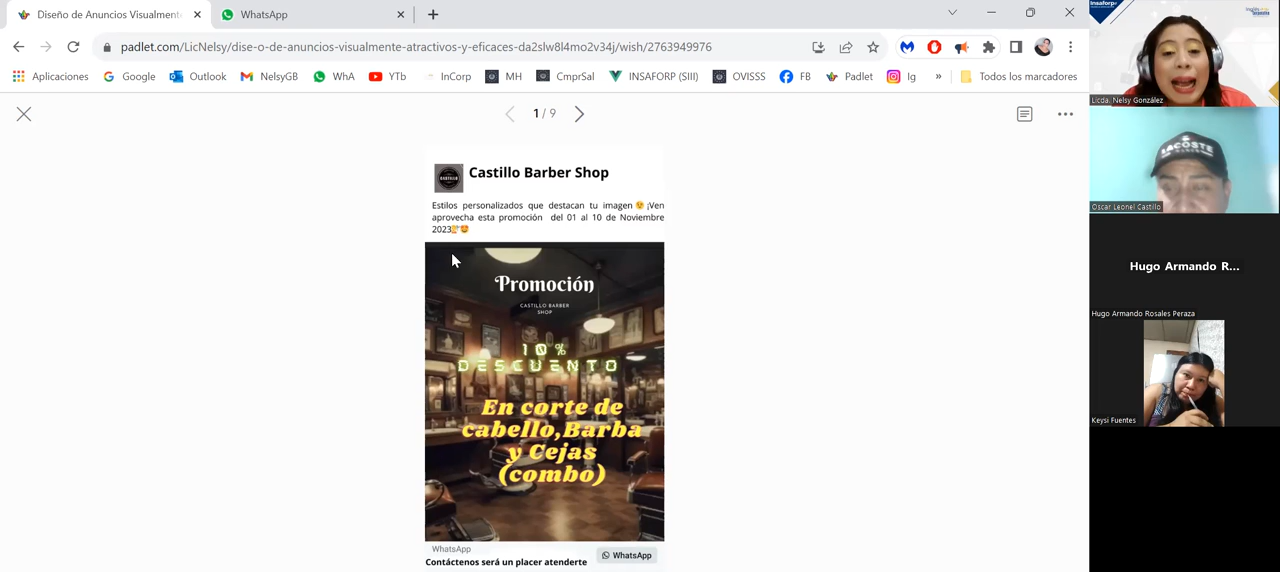 Diseño de Anuncios Visualment
WhatsApp
padlet.com/LicNelsy/dise-o-de-anuncios-visualmente-atractivos-y-eficaces-da2slw8l4mo2v34j/wish/2763949976
Aplicaciones Google Outlook NelsyGB WhA YTb InCorp MH CmprSal INSAFORP (SIII) OVISSS FB Padlet Ig » Todos los marcadores
1 / 9
CASTILLO
Castillo Barber Shop
Estilos personalizados que destacan tu imagen 😉 ¡Ven
aprovecha esta promoción del 01 al 10 de Noviembre
2023
Promoción
CASTILLO BARBER
SHOP
10%
DESCUENTO
En corte de
cabello,Barba
y Cejas
(combo)
WhatsApp
WhatsApp
Contáctenos será un placer atenderte
Insaforp
Licda. Nelsy González
LACOSTE
Oscar Leonel Castillo
Hugo Armando R...
Hugo Armando Rosales Peraza
Keysi Fuentes